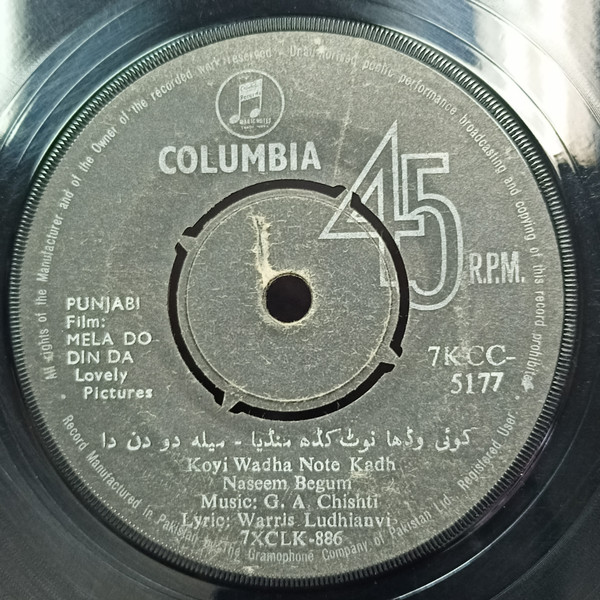 All rights of the Manufacturer and of the Owner of the recorded work reserved - Unauthorised public performance broadcasting and copying of this record prohibited
MAGIC NOTES
COLUMBIA
45
R.P.M.
PUNJABI
Film:
MELA DO
DIN DA
Lovely
Pictures
7KCC-
5177
کوئی وڈھا نوٹ کڈھ منڈیا - میله دو دن دا
Koyi Wadha Note Kadh
Naseem Begum
Music: G. A. Chishti
Lyric: Warris Ludhianvi
7XCLK-886
Record Manufactured in Pakistan by The Gramophone Company of Pakistan Ltd. Registered User